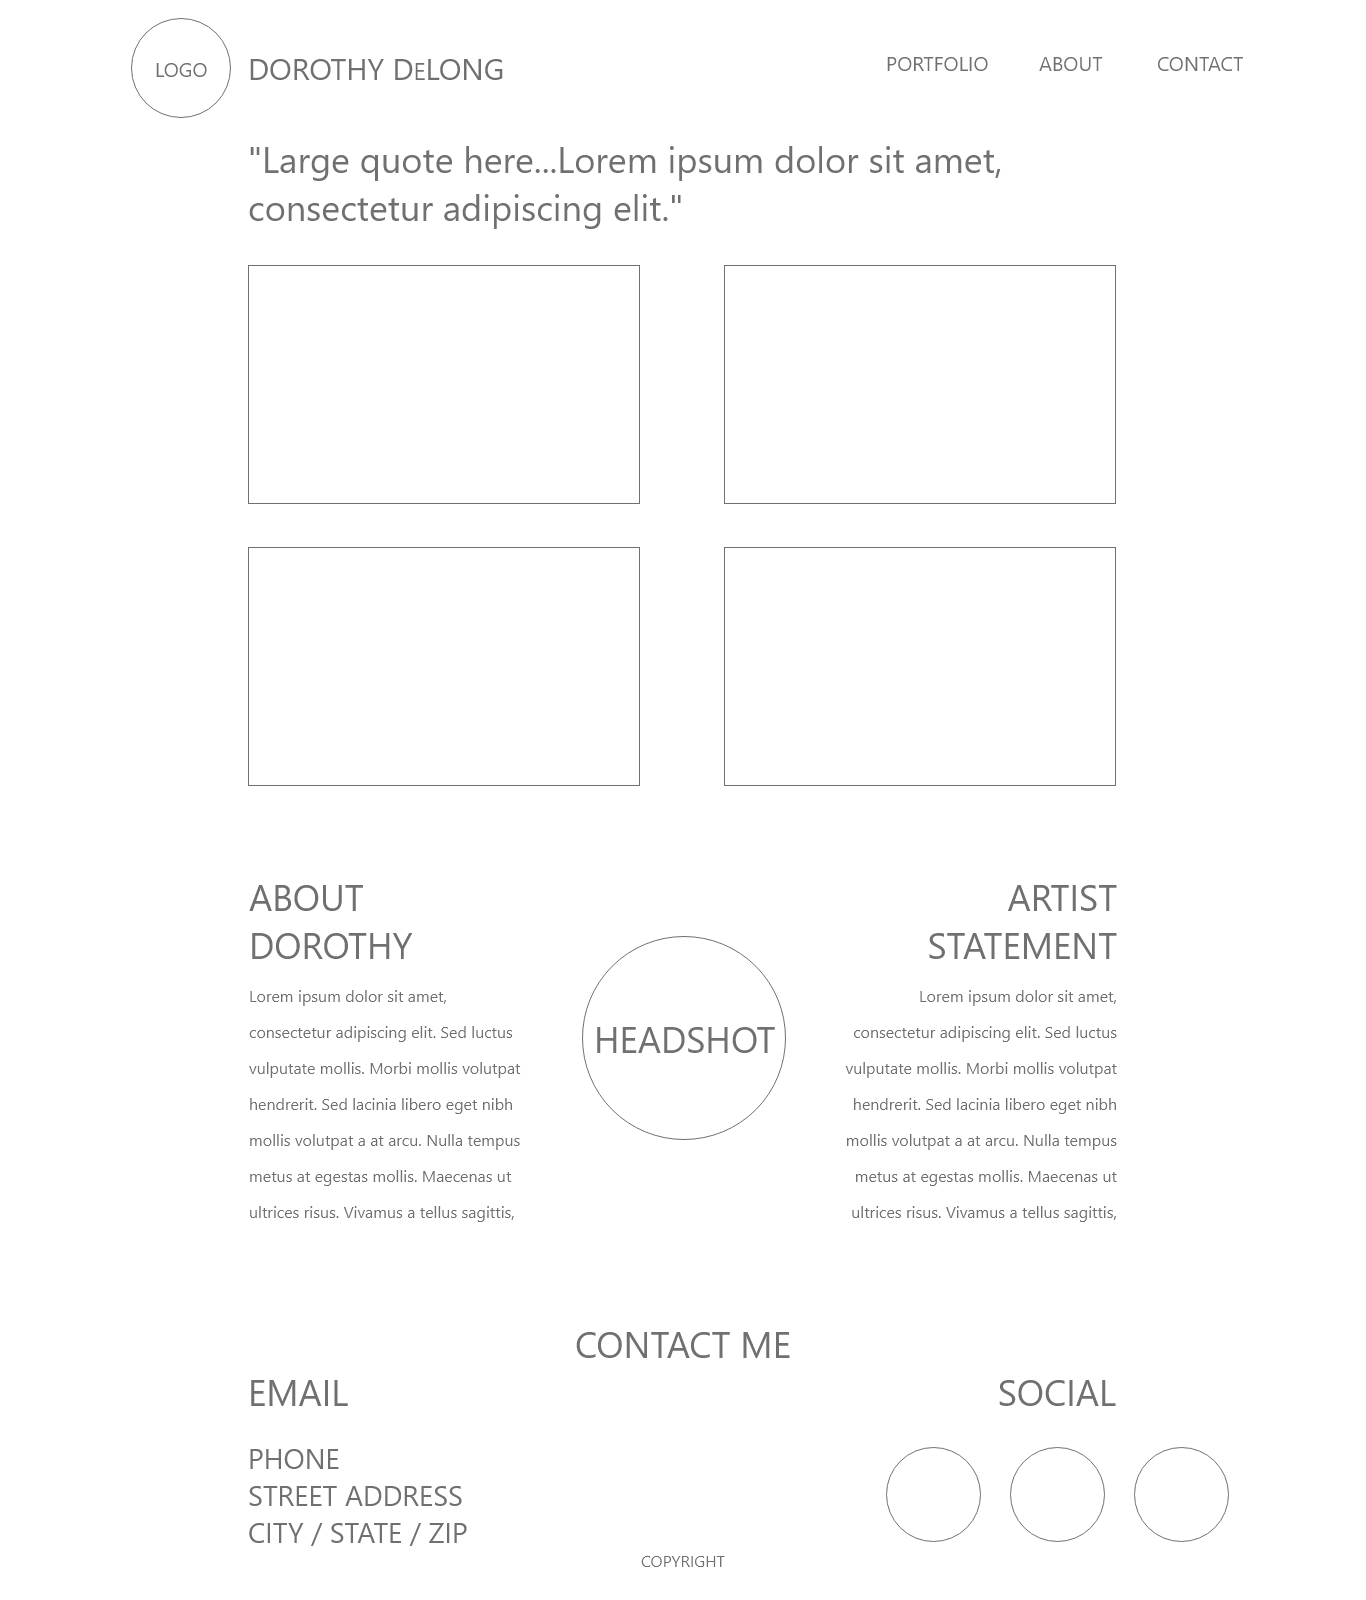 LOGO
DOROTHY DELONG
PORTFOLIO
ABOUT
CONTACT
"Large quote here...Lorem ipsum dolor sit amet,
consectetur adipiscing elit."
ABOUT
DOROTHY
Lorem ipsum dolor sit amet,
consectetur adipiscing elit. Sed luctus
vulputate mollis. Morbi mollis volutpat
hendrerit. Sed lacinia libero eget nibh
mollis volutpat a at arcu. Nulla tempus
metus at egestas mollis. Maecenas ut
ultrices risus. Vivamus a tellus sagittis,
HEADSHOT
ARTIST
STATEMENT
Lorem ipsum dolor sit amet,
consectetur adipiscing elit. Sed luctus
vulputate mollis. Morbi mollis volutpat
hendrerit. Sed lacinia libero eget nibh
mollis volutpat a at arcu. Nulla tempus
metus at egestas mollis. Maecenas ut
ultrices risus. Vivamus a tellus sagittis,
CONTACT ME
EMAIL
PHONE
STREET ADDRESS
CITY / STATE / ZIP
SOCIAL
COPYRIGHT